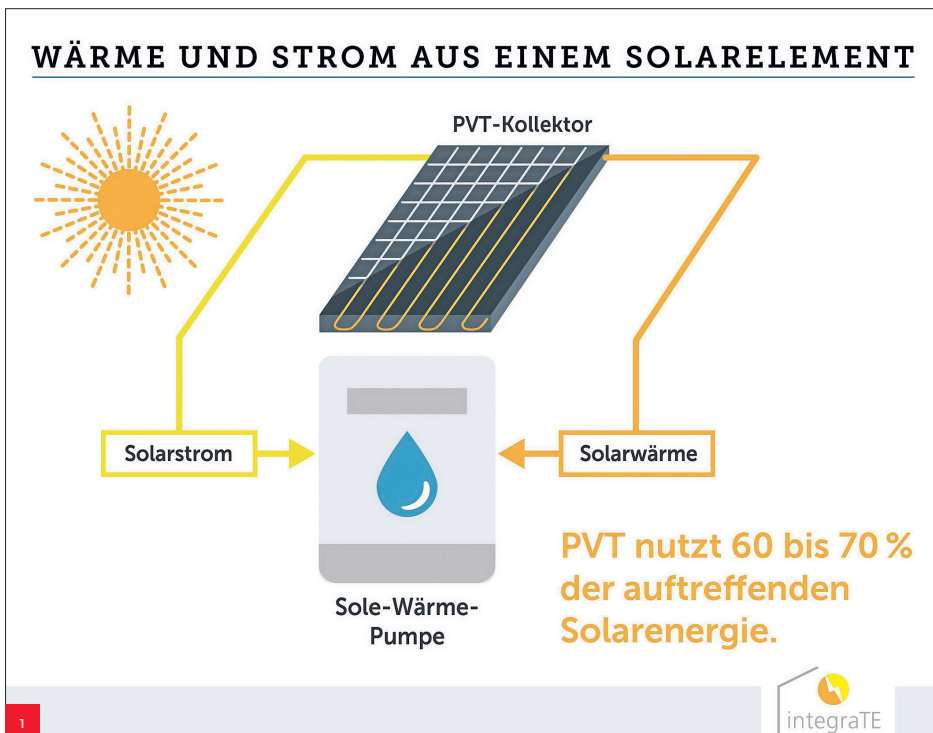 WÄRME UND STROM AUS EINEM SOLARELEMENT
PVT-Kollektor
Solarstrom
Solarwärme
Sole-Wärme-
Pumpe
PVT nutzt 60 bis 70 %
der auftreffenden
Solarenergie.
1
integraTE